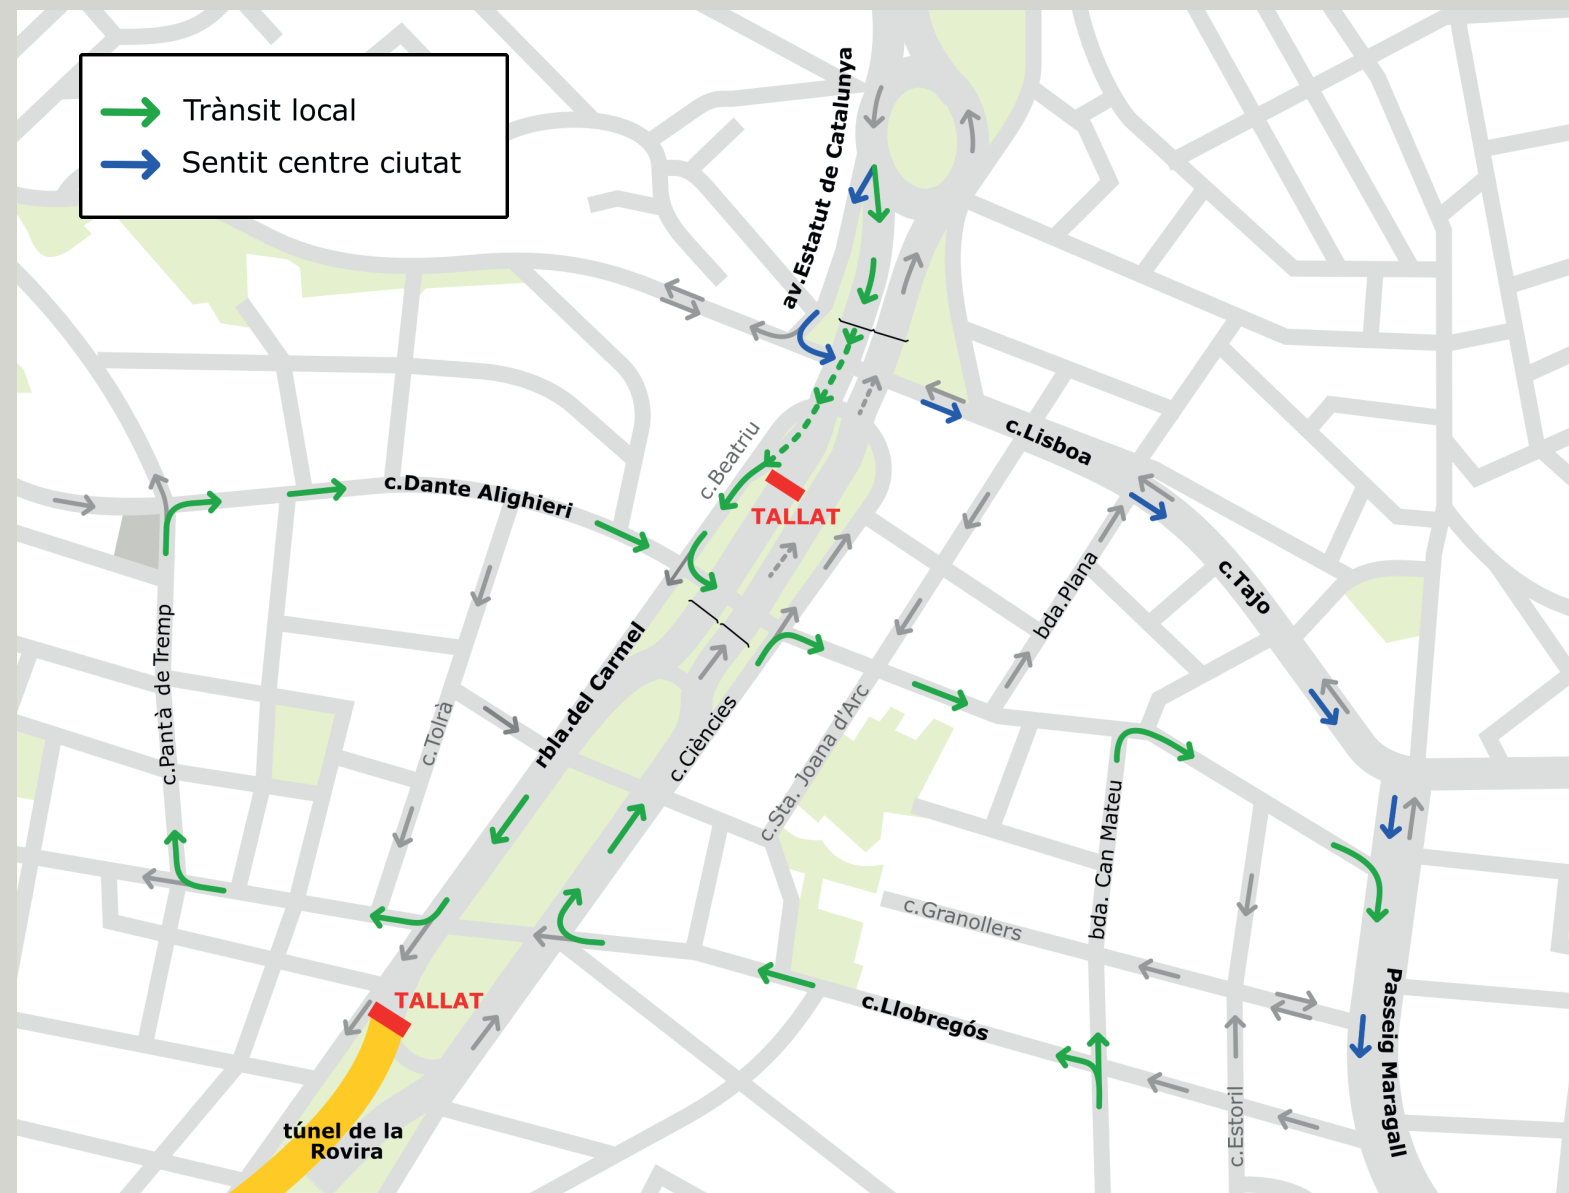 Trànsit local
Sentit centre ciutat
av.Estatut de Catalunya
c.Lisboa
c.Beatriu
c.Dante Alighieri
TALLAT
c.Tajo
bda.Plana
c.Pantà de Tremp
rbla.del Carmel
c.Tolrà
c.Ciències
c.Sta. Joana d'Arc
bda. Can Mateu
c.Granollers
TALLAT
c.Llobregós
Passeig Maragall
c.Estoril
túnel de la
Rovira